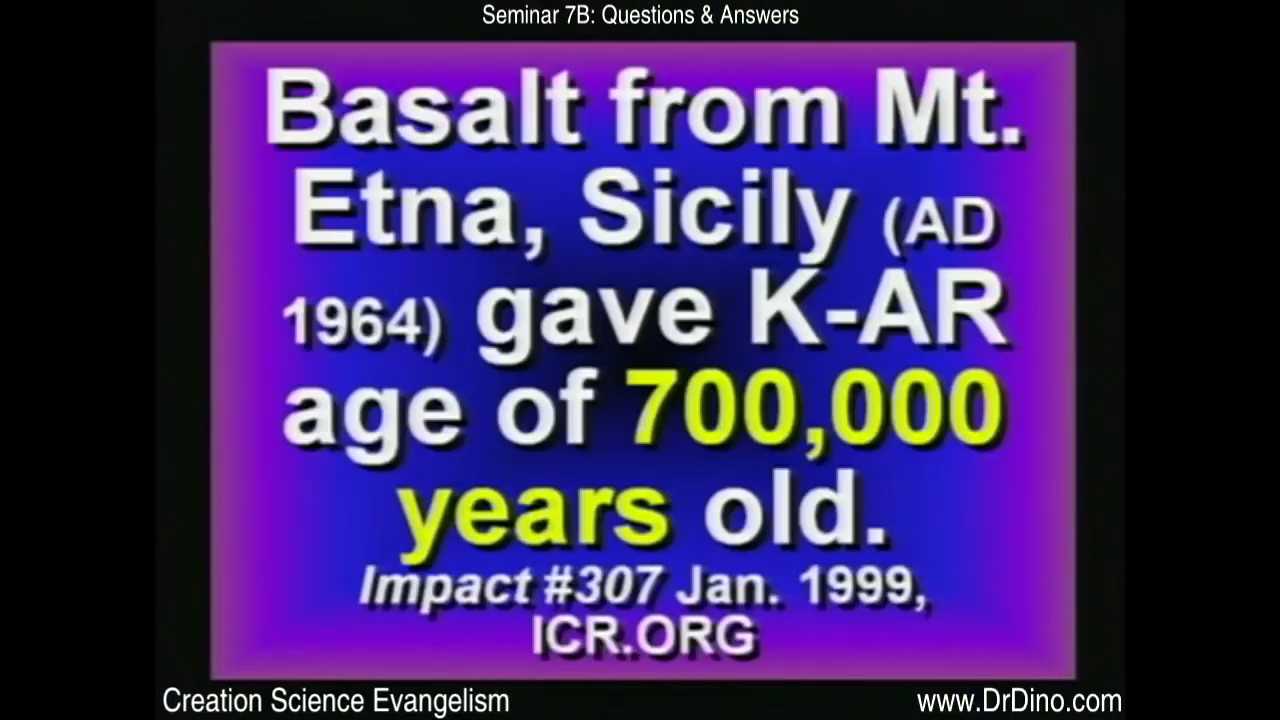 Seminar 7B: Questions & Answers
Basalt from Mt.
Etna, Sicily (AD
1964) gave K-AR
age of 700,000
years old.
Impact #307 Jan. 1999,
ICR.ORG
Creation Science Evangelism
www.DrDino.com